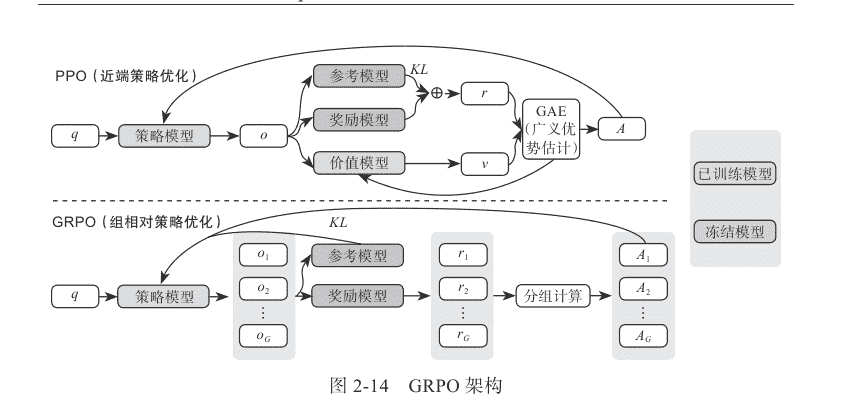 PPO（近端策略优化）
参考模型
KL
q
策略模型
o
奖励模型
⊕
r
价值模型
v
GAE
（广义优
势估计）
A
已训练模型
冻结模型
GRPO（组相对策略优化）
KL
q
策略模型
o1
o2
⋮
oG
参考模型
奖励模型
r1
r2
⋮
rG
分组计算
A1
A2
⋮
AG
图 2-14 GRPO 架构